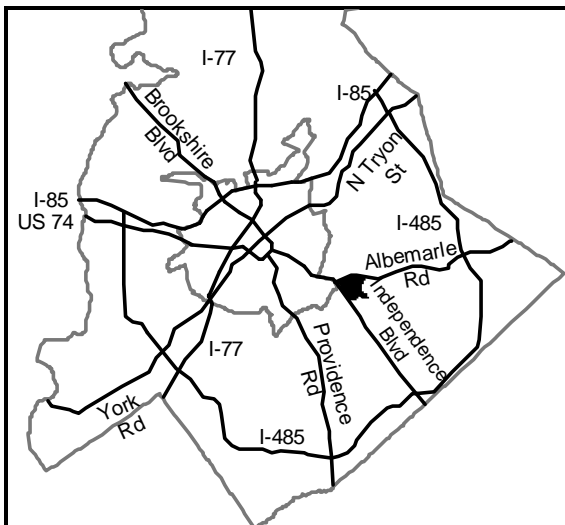 I-77
I-85
Brookshire
Blvd
N Tryon
St
I-85
US 74
I-485
Albemarle
Rd
Independence
Blvd
I-77
Providence
Rd
York
Rd
I-485